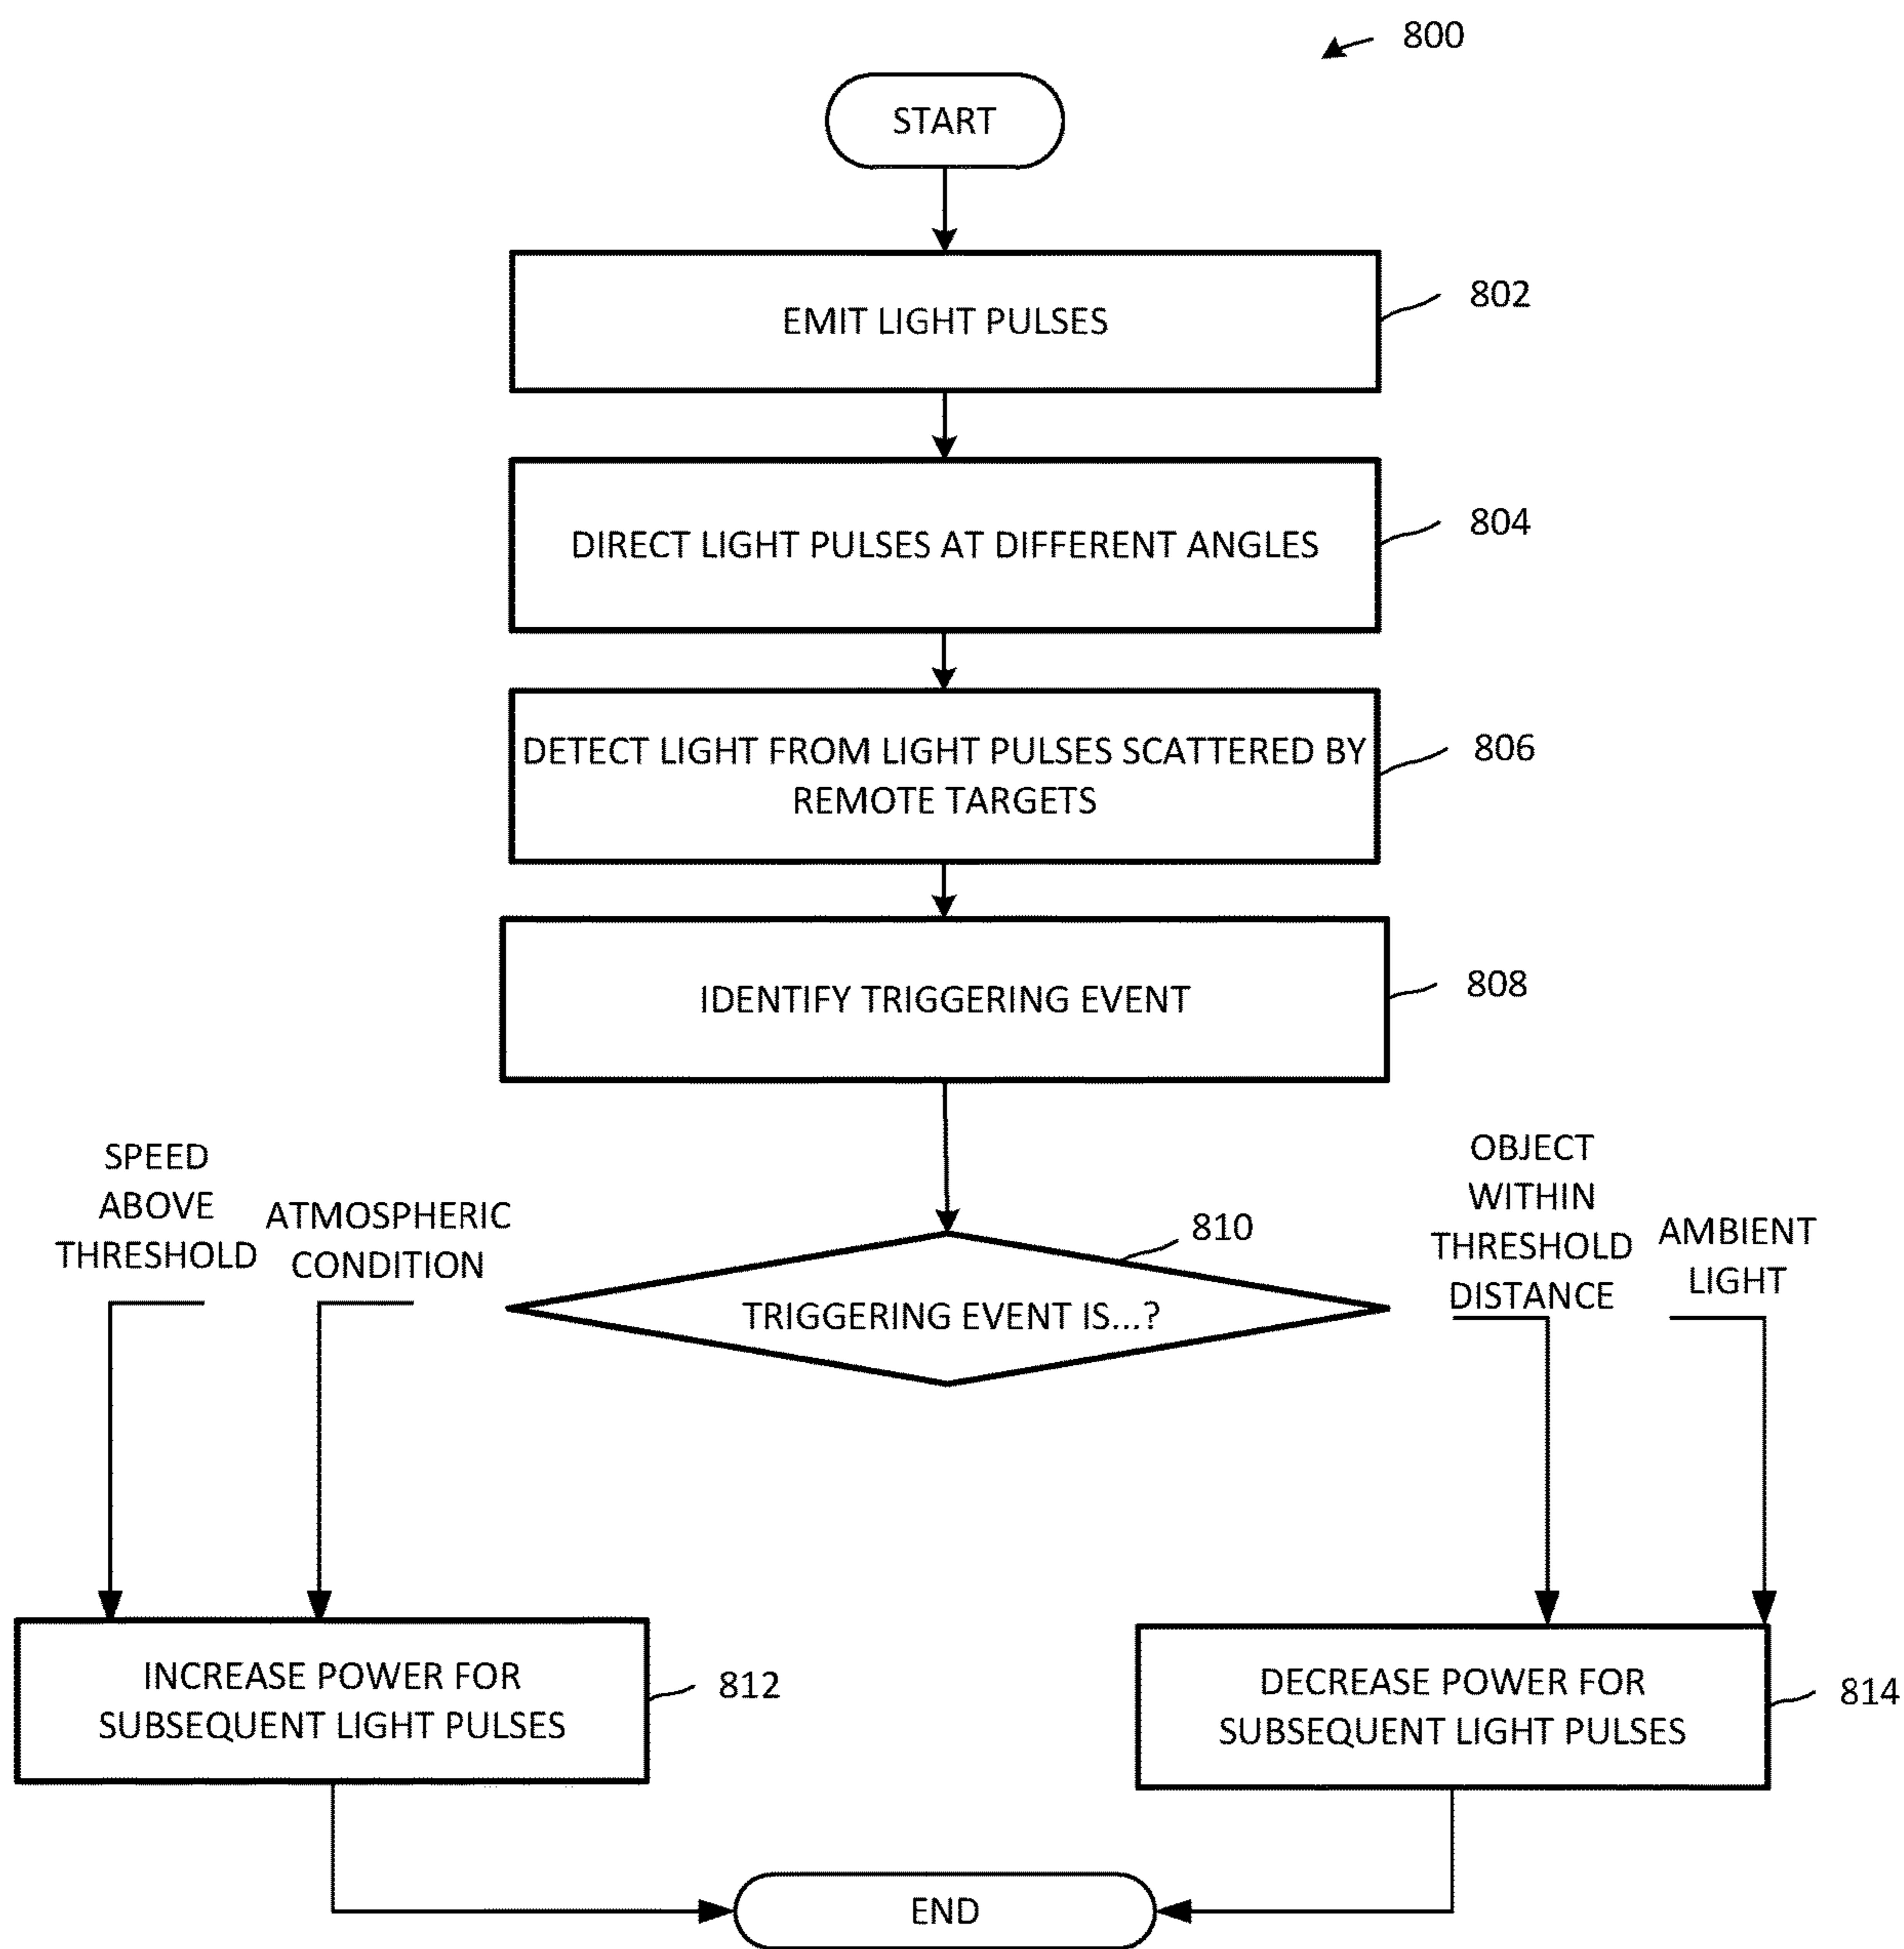 800
START
EMIT LIGHT PULSES
802
DIRECT LIGHT PULSES AT DIFFERENT ANGLES
804
DETECT LIGHT FROM LIGHT PULSES SCATTERED BY
REMOTE TARGETS
806
IDENTIFY TRIGGERING EVENT
808
SPEED
ABOVE
THRESHOLD
ATMOSPHERIC
CONDITION
810
TRIGGERING EVENT IS...?
OBJECT
WITHIN
THRESHOLD
DISTANCE
AMBIENT
LIGHT
INCREASE POWER FOR
SUBSEQUENT LIGHT PULSES
812
DECREASE POWER FOR
SUBSEQUENT LIGHT PULSES
814
END